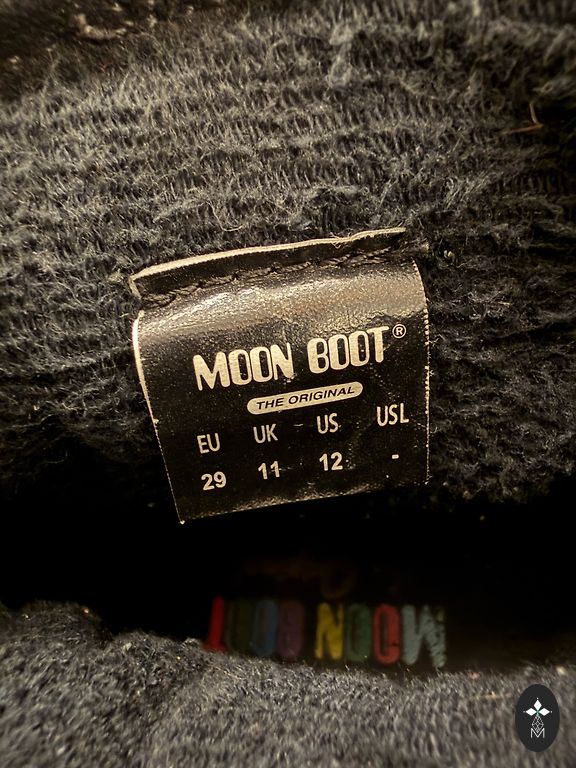 MOON BOOT®
THE ORIGINAL
EU UK US USL
29 11 12 -
MOON BOOT
M